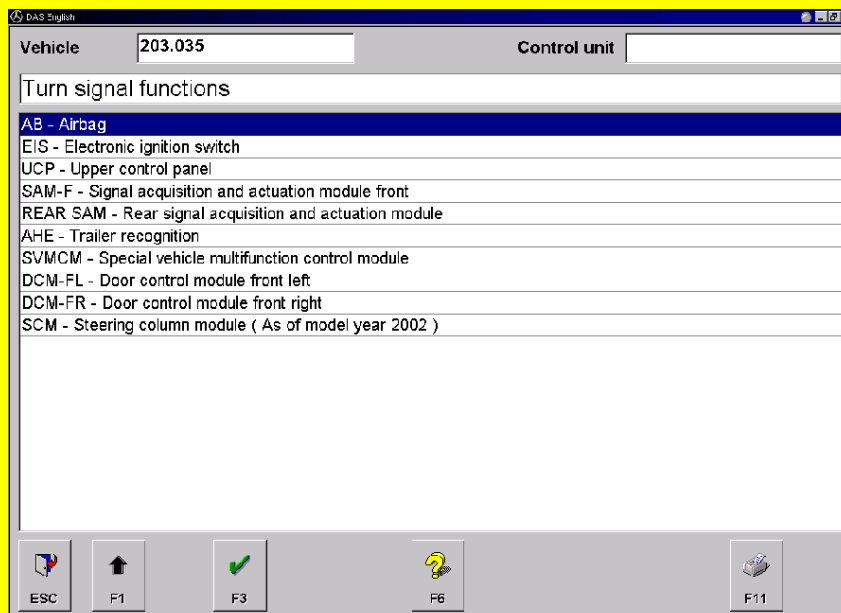 DAS English
Vehicle 203.035 Control unit
Turn signal functions
AB - Airbag
EIS - Electronic ignition switch
UCP - Upper control panel
SAM-F - Signal acquisition and actuation module front
REAR SAM - Rear signal acquisition and actuation module
AHE - Trailer recognition
SVMCM - Special vehicle multifunction control module
DCM-FL - Door control module front left
DCM-FR - Door control module front right
SCM - Steering column module ( As of model year 2002 )
ESC F1 F3 F6 F11